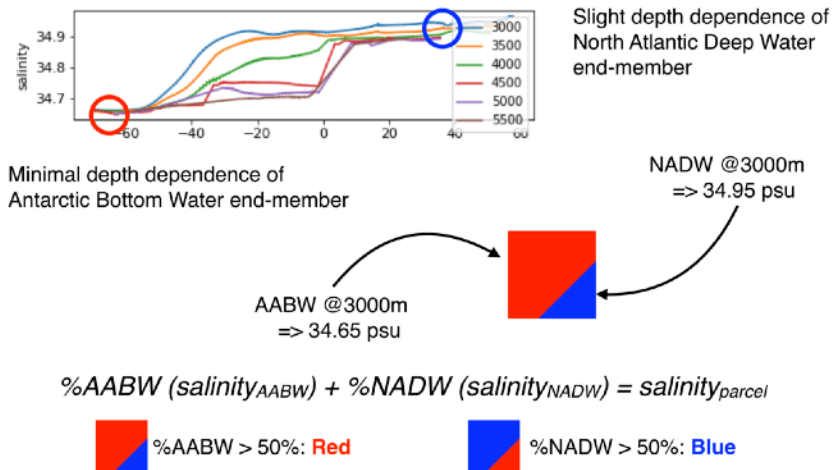 Slight depth dependence of
North Atlantic Deep Water
end-member
salinity
34.9
34.8
34.7
3000
3500
4000
4500
5000
5500
−60
−40
−20
0
20
40
60
Minimal depth dependence of
Antarctic Bottom Water end-member
NADW @3000m
=> 34.95 psu
AABW @3000m
=> 34.65 psu
%AABW (salinityAABW) + %NADW (salinityNADW) = salinityparcel
%AABW > 50%: Red
%NADW > 50%: Blue